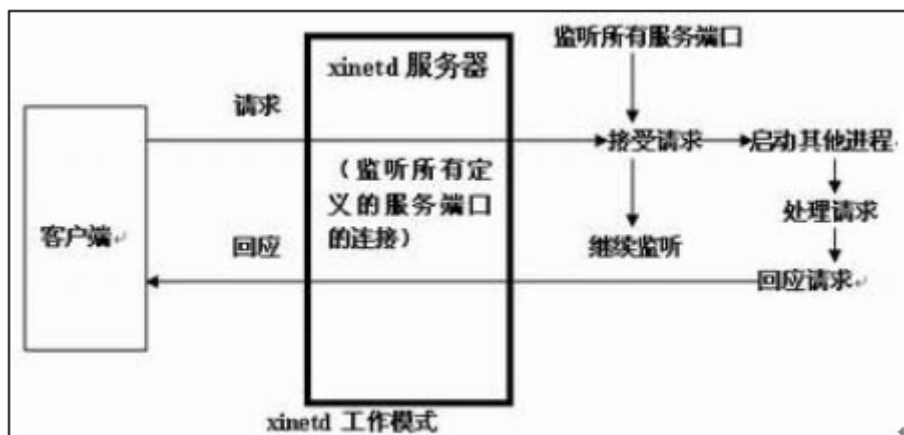 监听所有服务端口
xinetd 服务器
请求
接受请求
启动其他进程
（监听所有定
义的服务端口
的连接）
处理请求
客户端
回应
继续监听
回应请求
xinetd 工作模式